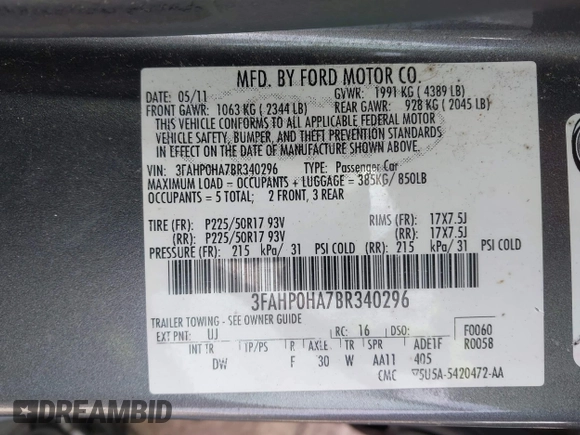 MFD. BY FORD MOTOR CO.
DATE: 05/11 GVWR: 1991 KG ( 4389 LB)
FRONT GAWR: 1063 KG ( 2344 LB) REAR GAWR: 928 KG ( 2045 LB)
THIS VEHICLE CONFORMS TO ALL APPLICABLE FEDERAL MOTOR
VEHICLE SAFETY, BUMPER, AND THEFT PREVENTION STANDARDS
IN EFFECT ON THE DATE OF MANUFACTURE SHOWN ABOVE.
VIN: 3FAHP0HA7BR340296 TYPE: Passenger Car
MAXIMUM LOAD = OCCUPANTS + LUGGAGE = 385KG/ 850LB
OCCUPANTS = 5 TOTAL; 2 FRONT, 3 REAR
TIRE (FR): P225/50R17 93V RIMS (FR): 17X7.5J
(RR): P225/50R17 93V (RR): 17X7.5J
PRESSURE (FR): 215 kPa/ 31 PSI COLD (RR): 215 kPa/ 31 PSI COLD
3FAHP0HA7BR340296
TRAILER TOWING - SEE OWNER GUIDE
EXT PNT: UJ RC: 16 DSO: F0060
INT TR TP/PS R AXLE TR SPR ADE1F R0058
DW F 30 W AA11 405
CMC 5U5A-5420472-AA
DREAMBID